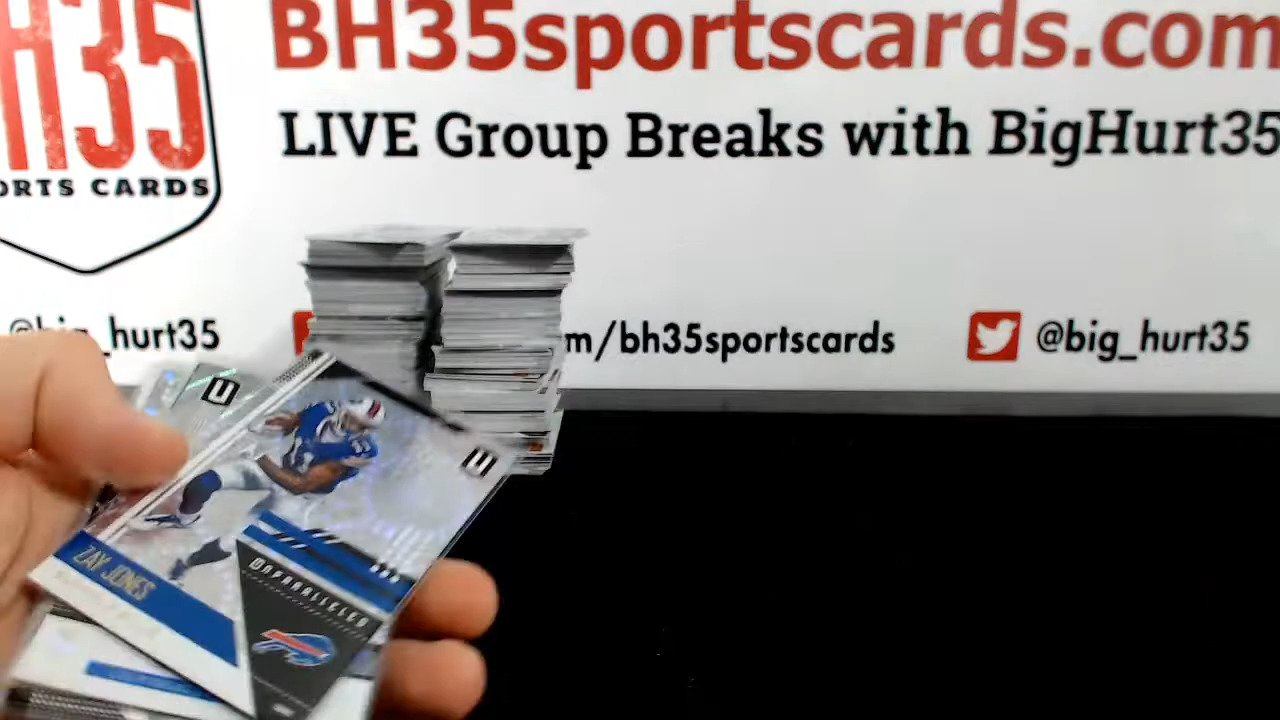 H35
ORTS CARDS
BH35sportscards.com
LIVE Group Breaks with BigHurt35
@big_hurt35
m/bh35sportscards
@big_hurt35
ZAY JONES
UNPARALLELED